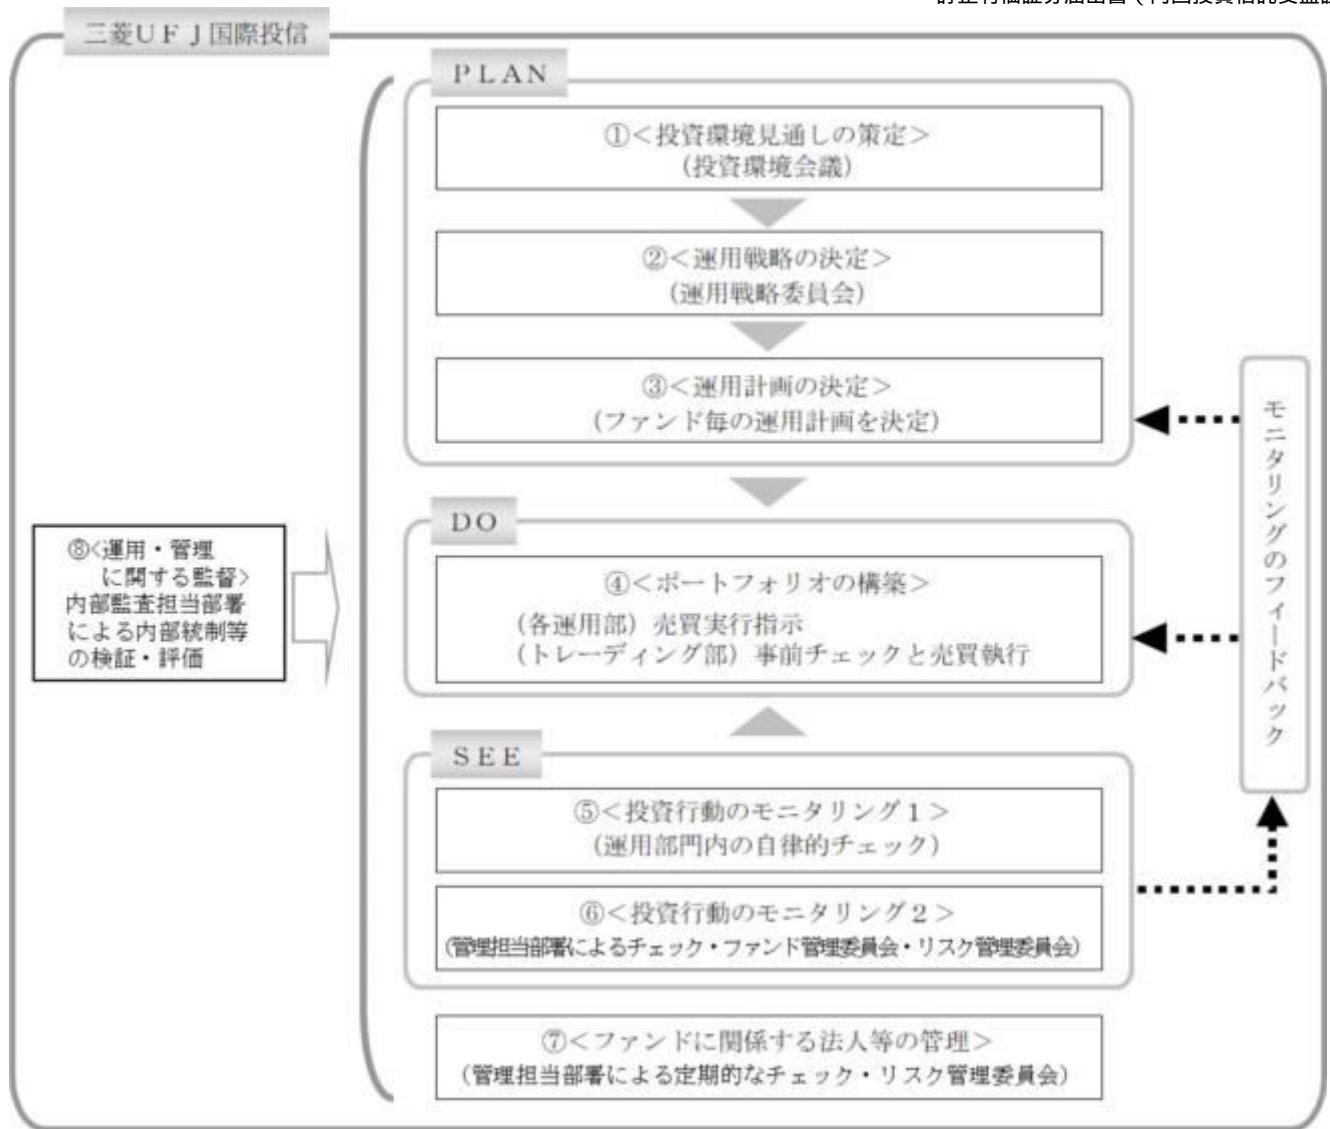 三菱ＵＦＪ国際投信
ＰＬＡＮ
①＜投資環境見通しの策定＞
（投資環境会議）
②＜運用戦略の決定＞
（運用戦略委員会）
③＜運用計画の決定＞
（ファンド毎の運用計画を決定）
ＤＯ
④＜ポートフォリオの構築＞
（各運用部）売買実行指示
（トレーディング部）事前チェックと売買執行
ＳＥＥ
⑤＜投資行動のモニタリング１＞
（運用部門内の自律的チェック）
⑥＜投資行動のモニタリング２＞
（管理担当部署によるチェック・ファンド管理委員会・リスク管理委員会）
⑦＜ファンドに関係する法人等の管理＞
（管理担当部署による定期的なチェック・リスク管理委員会）
⑧<運用・管理
に関する監督>
内部監査担当部署
による内部統制等
の検証・評価
モニタリングのフィードバック